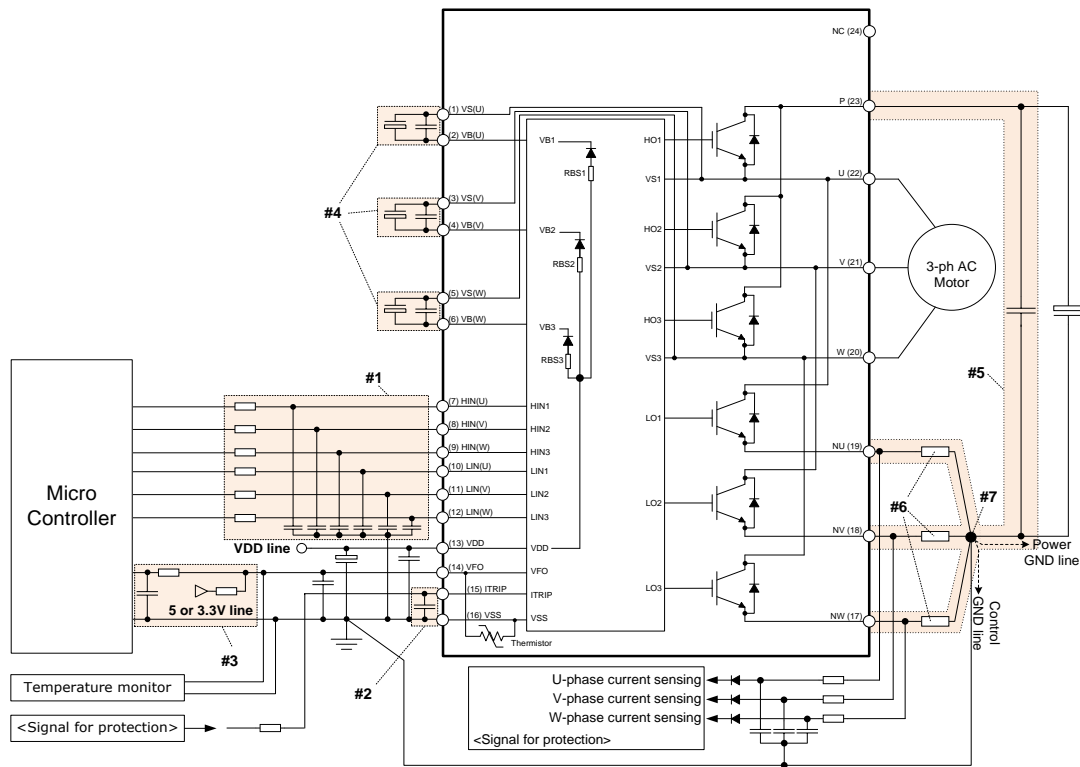 NC (24)
P (23)
(1) VS(U)
(2) VB(U)
VB1
RBS1
HO1
VS1
U (22)
#4
(3) VS(V)
(4) VB(V)
VB2
RBS2
HO2
VS2
V (21)
3-ph AC
Motor
(5) VS(W)
(6) VB(W)
VB3
RBS3
HO3
VS3
W (20)
#5
#1
Micro
Controller
(7) HIN(U)
HIN1
(8) HIN(V)
HIN2
(9) HIN(W)
HIN3
(10) LIN(U)
LIN1
(11) LIN(V)
LIN2
(12) LIN(W)
LIN3
LO1
NU (19)
#6
#7
LO2
NV (18)
Power
GND line
VDD line
(13) VDD
VDD
(14) VFO
VFO
5 or 3.3V line
(15) ITRIP
ITRIP
(16) VSS
VSS
Thermistor
LO3
NW (17)
Control
GND line
#3
#2
Temperature monitor
<Signal for protection>
U-phase current sensing
V-phase current sensing
W-phase current sensing
<Signal for protection>